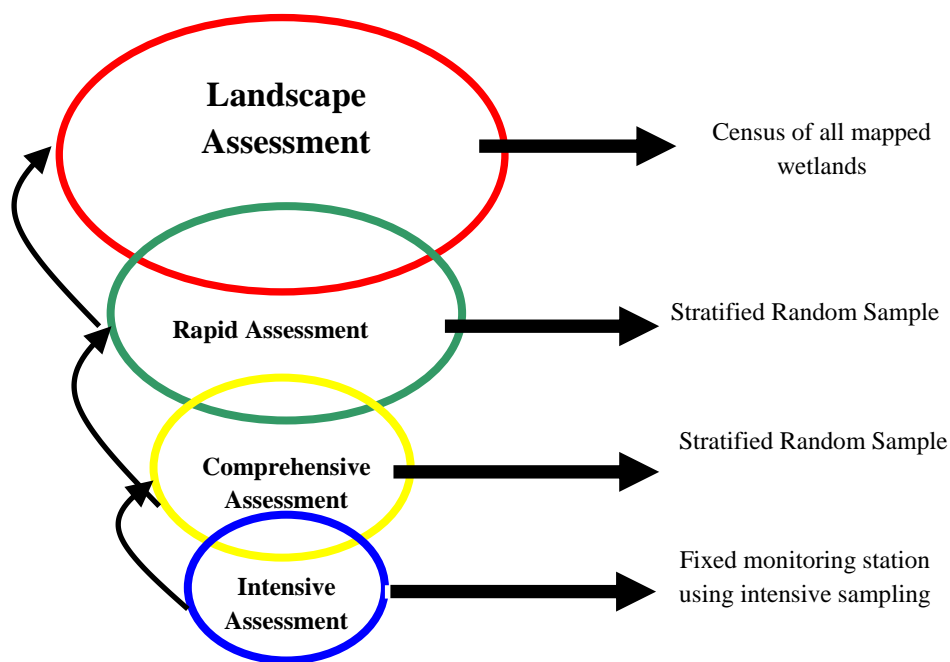 Landscape
Assessment
Census of all mapped
wetlands
Rapid Assessment
Stratified Random Sample
Comprehensive
Assessment
Stratified Random Sample
Intensive
Assessment
Fixed monitoring station
using intensive sampling